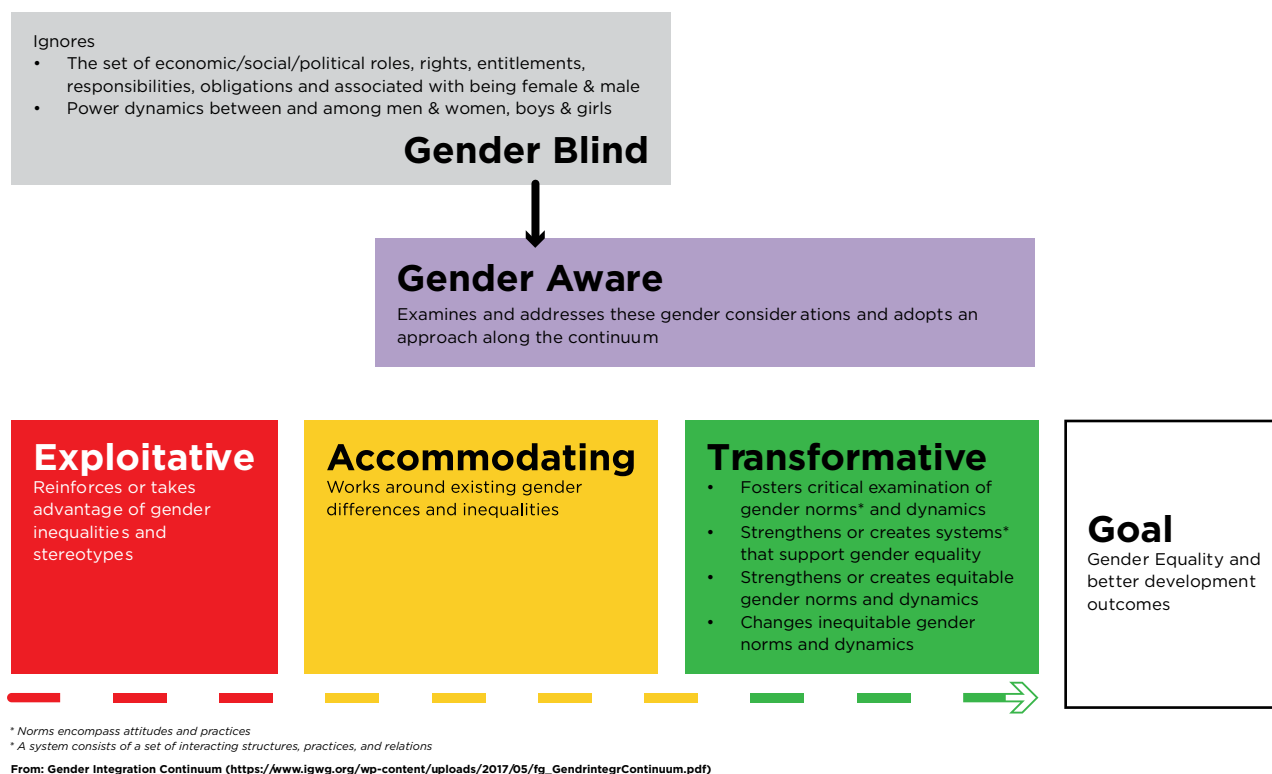 Ignores
• The set of economic/social/political roles, rights, entitlements,
responsibilities, obligations and associated with being female & male
• Power dynamics between and among men & women, boys & girls
Gender Blind
Gender Aware
Examines and addresses these gender considerations and adopts an
approach along the continuum
Exploitative
Reinforces or takes
advantage of gender
inequalities and
stereotypes
Accommodating
Works around existing gender
differences and inequalities
Transformative
• Fosters critical examination of
gender norms* and dynamics
• Strengthens or creates systems*
that support gender equality
• Strengthens or creates equitable
gender norms and dynamics
• Changes inequitable gender
norms and dynamics
Goal
Gender Equality and
better development
outcomes
* Norms encompass attitudes and practices
* A system consists of a set of interacting structures, practices, and relations
From: Gender Integration Continuum (https://www.igwg.org/wp-content/uploads/2017/05/fg_GendrintegrContinuum.pdf)